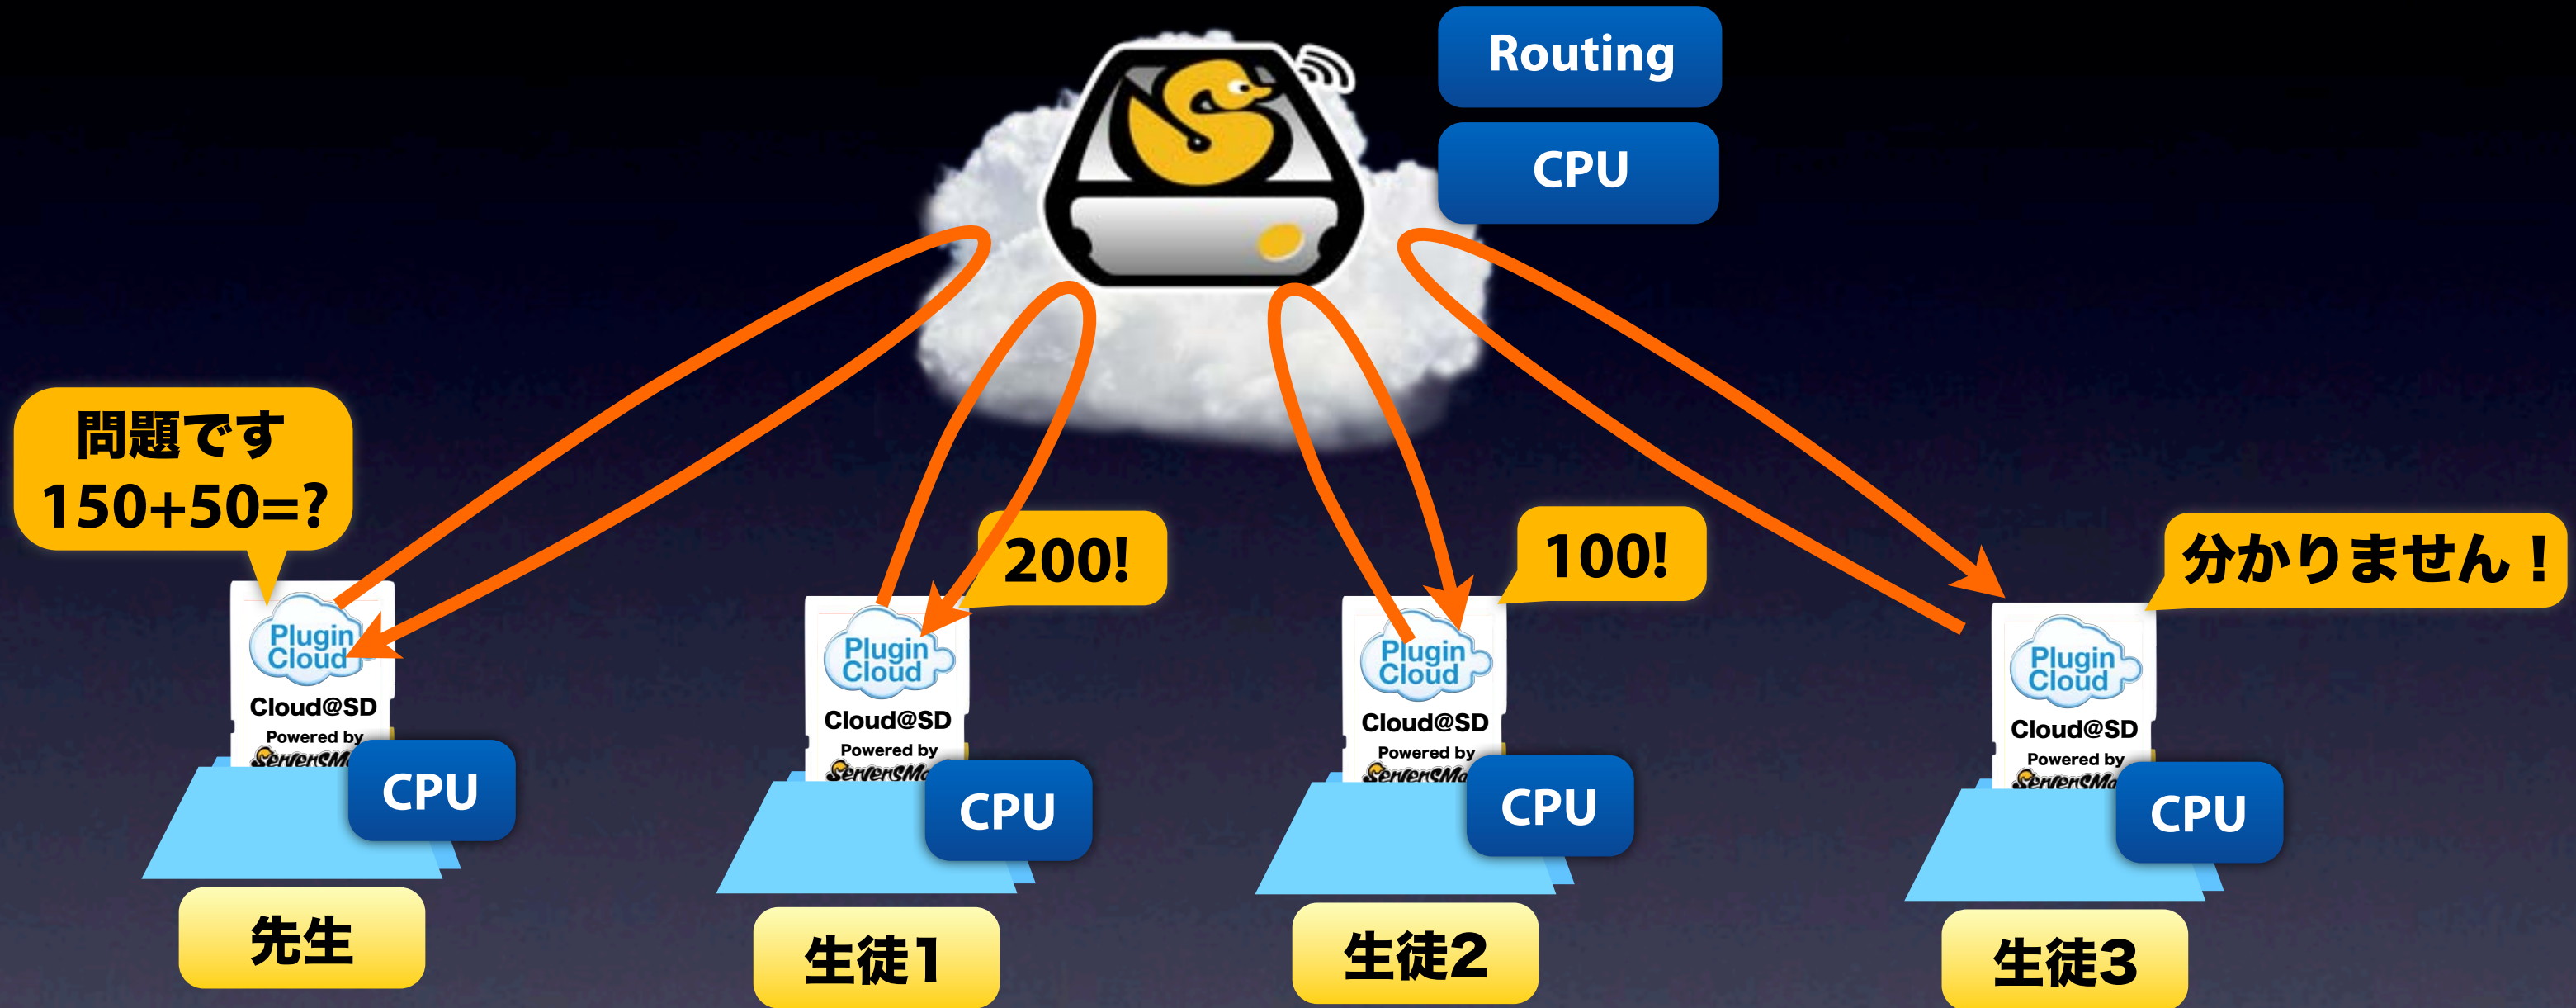 Routing
CPU
問題です
150+50=?
200!
100!
分かりません！
Plugin
Cloud
Cloud@SD
Powered by
CPU
先生
Plugin
Cloud
Cloud@SD
Powered by
CPU
生徒1
Plugin
Cloud
Cloud@SD
Powered by
CPU
生徒2
Plugin
Cloud
Cloud@SD
Powered by
CPU
生徒3